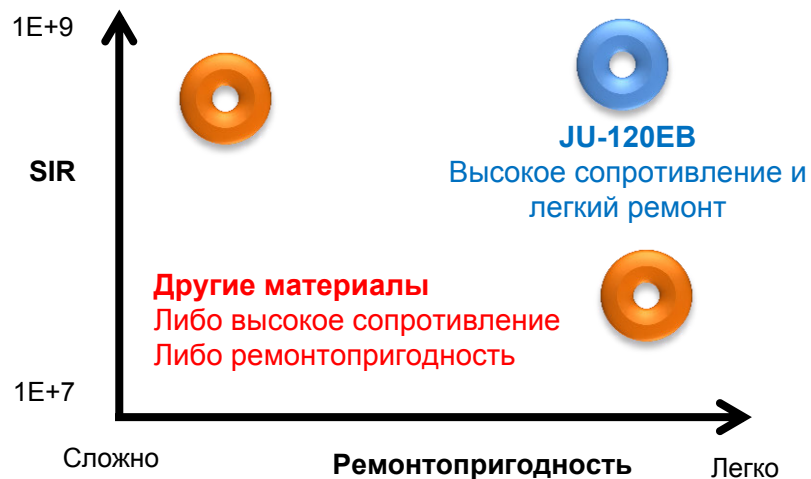 1E+9
SIR
JU-120EB
Высокое сопротивление и
легкий ремонт
Другие материалы
Либо высокое сопротивление
Либо ремонтопригодность
1E+7
Сложно
Ремонтопригодность
Легко